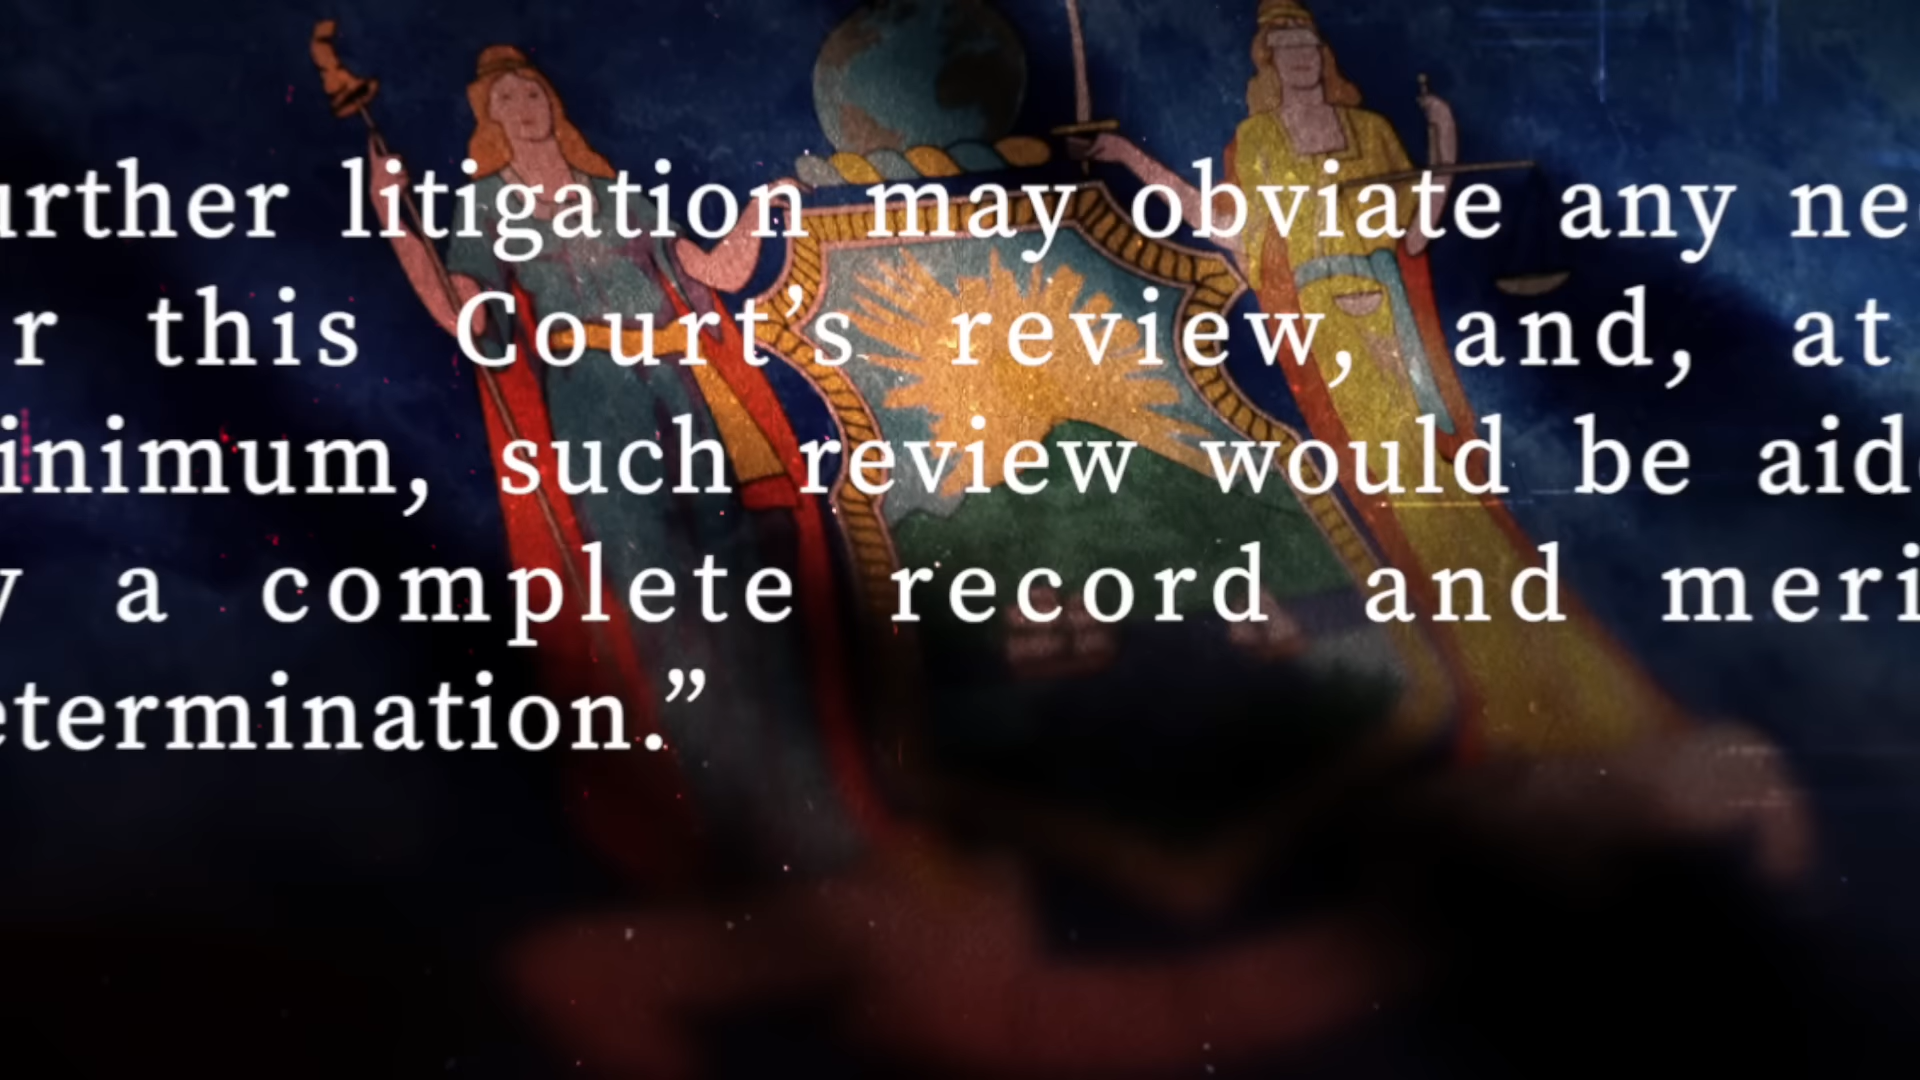 urther litigation may obviate any ne
r this Court’s review, and, at
inimum, such review would be aid
y a complete record and meri
etermination.”